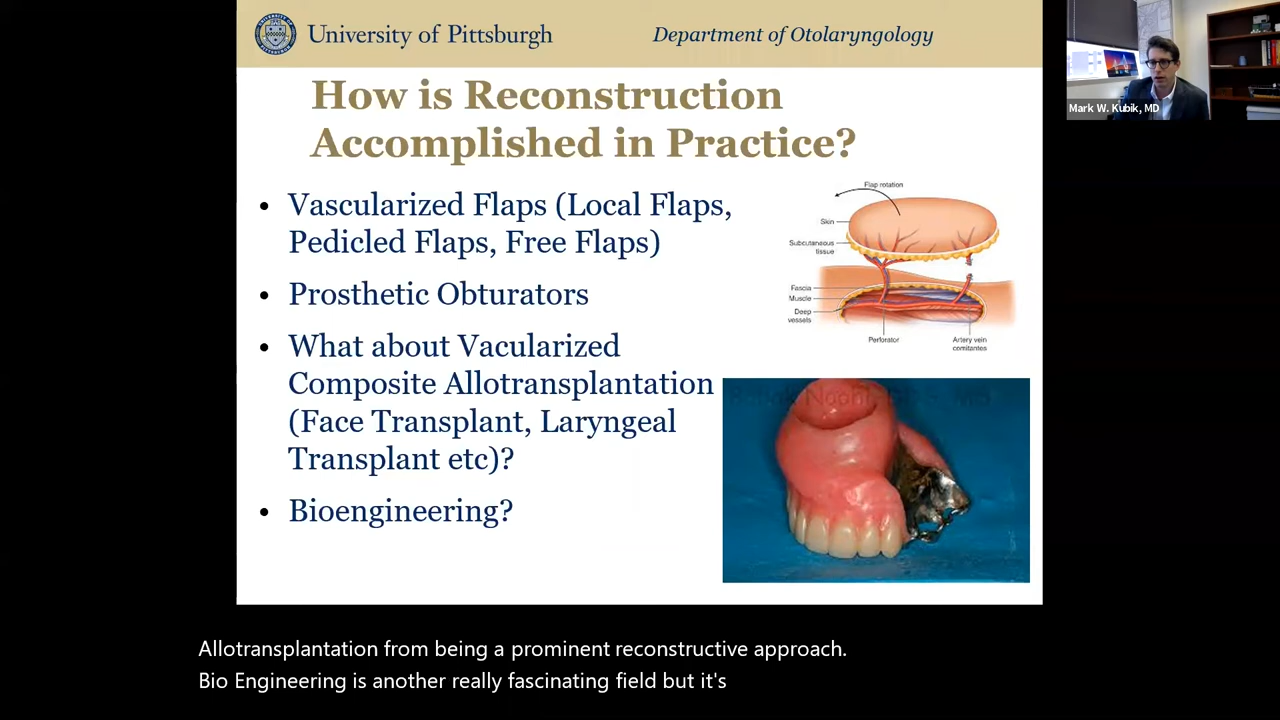 University of Pittsburgh
Department of Otolaryngology
Mark W. Kubik, MD
How is Reconstruction
Accomplished in Practice?
• Vascularized Flaps (Local Flaps,
Pedicled Flaps, Free Flaps)
• Prosthetic Obturators
• What about Vacularized
Composite Allotransplantation
(Face Transplant, Laryngeal
Transplant etc)?
• Bioengineering?
Flap rotation
Skin
Subcutaneous
tissue
Fascia
Muscle
Deep
vessels
Perforator
Artery vein
comitantes
Allotransplantation from being a prominent reconstructive approach.
Bio Engineering is another really fascinating field but it's